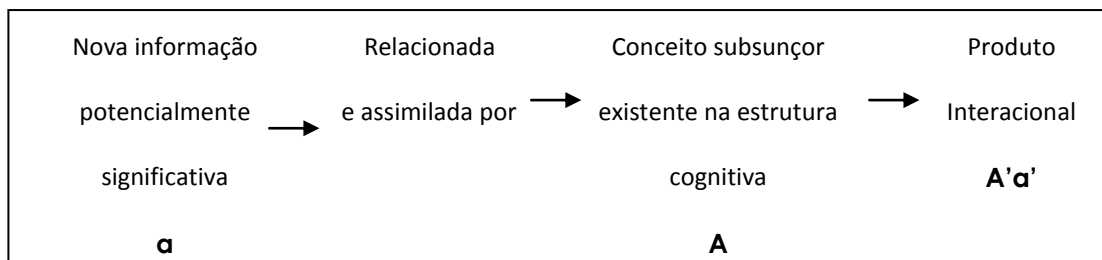 Nova informação
potencialmente
significativa
a
Relacionada
e assimilada por
Conceito subsunçor
existente na estrutura
cognitiva
A
Produto
Interacional
A’a’